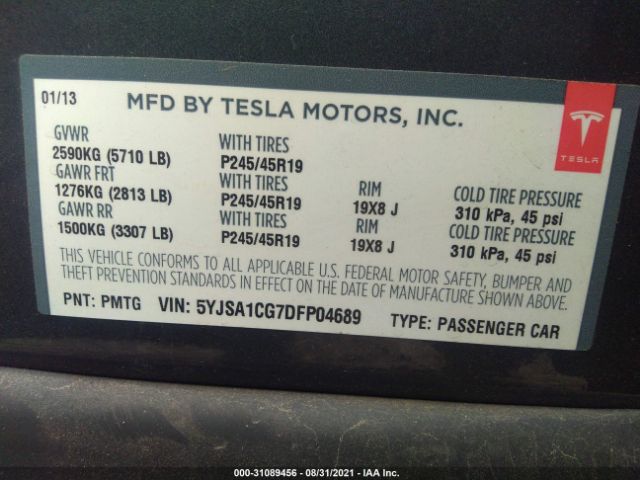 01/13 MFD BY TESLA MOTORS, INC.
TESLA
GVWR WITH TIRES
2590KG (5710 LB) P245/45R19
GAWR FRT WITH TIRES RIM COLD TIRE PRESSURE
1276KG (2813 LB) P245/45R19 19X8 J 310 kPa, 45 psi
GAWR RR WITH TIRES RIM COLD TIRE PRESSURE
1500KG (3307 LB) P245/45R19 19X8 J 310 kPa, 45 psi
THIS VEHICLE CONFORMS TO ALL APPLICABLE U.S. FEDERAL MOTOR SAFETY, BUMPER AND
THEFT PREVENTION STANDARDS IN EFFECT ON THE DATE OF MANUFACTURE SHOWN ABOVE.
PNT: PMTG VIN: 5YJSA1CG7DFP04689 TYPE: PASSENGER CAR
000-31089456 - 08/31/2021 - IAA Inc.